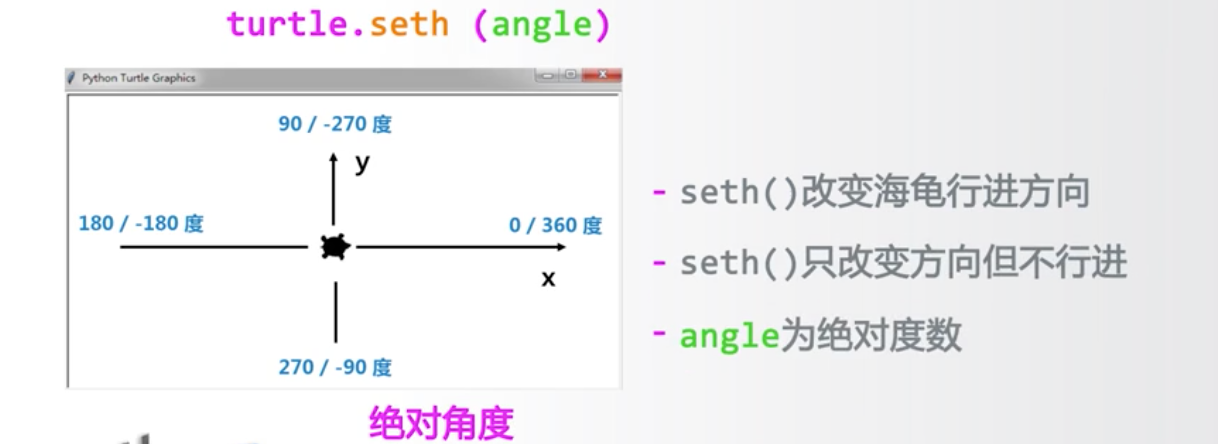 turtle.seth (angle)
Python Turtle Graphics
90 / -270 度
y
180 / -180 度
0 / 360 度
x
270 / -90 度
绝对角度
- seth()改变海龟行进方向
- seth()只改变方向但不行进
- angle为绝对度数